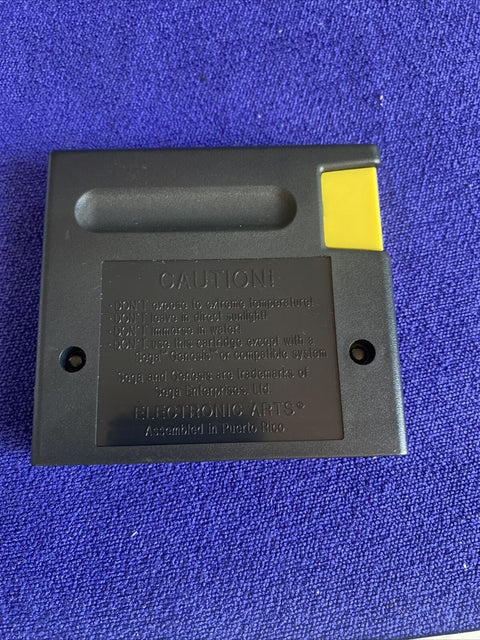 CAUTION!
·DON'T expose to extreme temperature!
·DON'T leave in direct sunlight!
·DON'T immerse in water!
·DON'T use this cartridge except with a
Sega™ Genesis™ or compatible system
Sega and Genesis are trademarks of
Sega Enterprises, Ltd.
ELECTRONIC ARTS®
Assembled in Puerto Rico